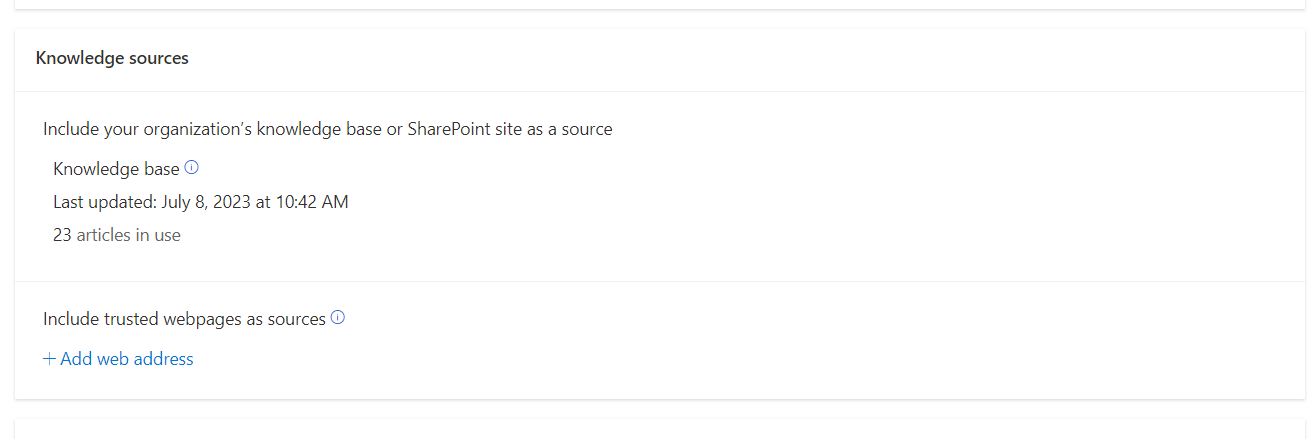 Knowledge sources
Include your organization’s knowledge base or SharePoint site as a source
Knowledge base
Last updated: July 8, 2023 at 10:42 AM
23 articles in use
Include trusted webpages as sources
+ Add web address